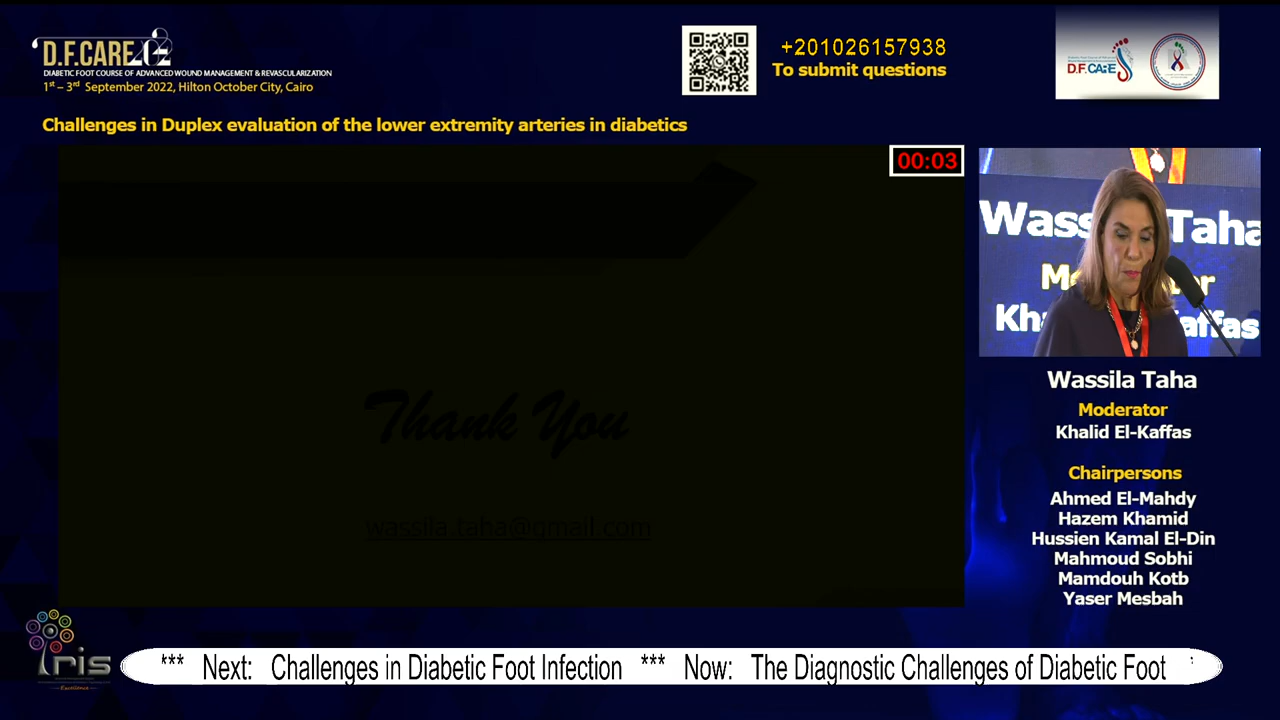 D.F.CARE
DIABETIC FOOT COURSE OF ADVANCED WOUND MANAGEMENT & REVASCULARIZATION
1st – 3rd September 2022, Hilton October City, Cairo
+201026157938
To submit questions
D.F.CARE
Challenges in Duplex evaluation of the lower extremity arteries in diabetics
00:03
Thank You
wassila.taha@gmail.com
Wassila Taha
Moderator
Khalid El-Kaffas
Chairpersons
Ahmed El-Mahdy
Hazem Khamid
Hussien Kamal El-Din
Mahmoud Sobhi
Mamdouh Kotb
Yaser Mesbah
iris
Excellence
*** Next: Challenges in Diabetic Foot Infection *** Now: The Diagnostic Challenges of Diabetic Foot